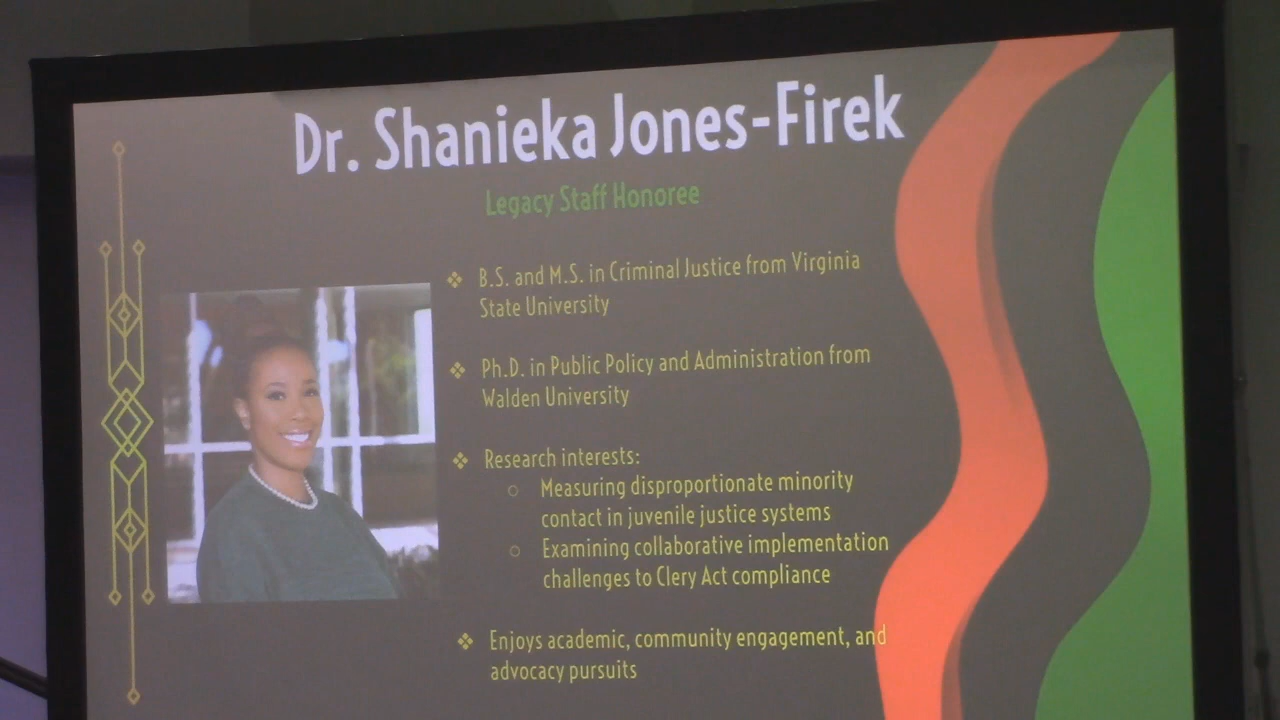 Dr. Shanieka Jones-Firek
Legacy Staff Honoree
❖ B.S. and M.S. in Criminal Justice from Virginia
State University
❖ Ph.D. in Public Policy and Administration from
Walden University
❖ Research interests:
○ Measuring disproportionate minority
contact in juvenile justice systems
○ Examining collaborative implementation
challenges to Clery Act compliance
❖ Enjoys academic, community engagement, and
advocacy pursuits